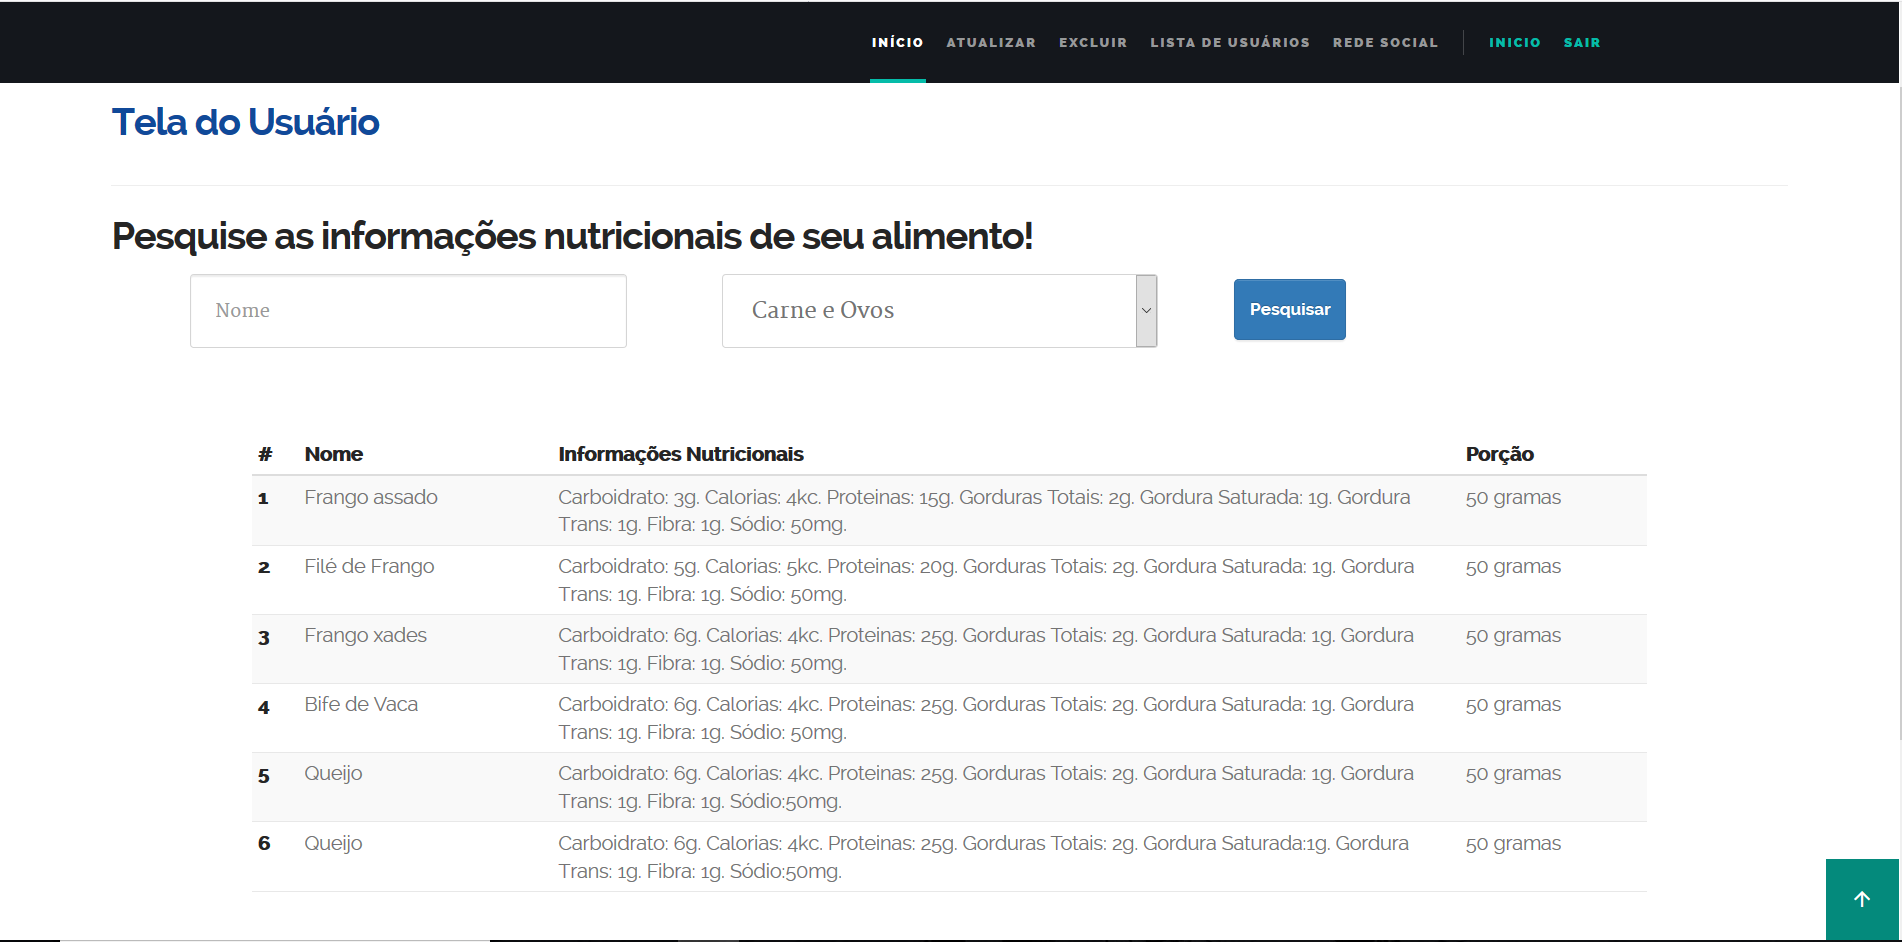 INÍCIO ATUALIZAR EXCLUIR LISTA DE USUÁRIOS REDE SOCIAL INICIO SAIR
Tela do Usuário
Pesquise as informações nutricionais de seu alimento!
Nome Carne e Ovos Pesquisar
# Nome Informações Nutricionais Porção
1 Frango assado Carboidrato: 3g. Calorias: 4kc. Proteinas: 15g. Gorduras Totais: 2g. Gordura Saturada: 1g. Gordura 50 gramas
Trans: 1g. Fibra: 1g. Sódio: 50mg.
2 Filé de Frango Carboidrato: 5g. Calorias: 5kc. Proteinas: 20g. Gorduras Totais: 2g. Gordura Saturada: 1g. Gordura 50 gramas
Trans: 1g. Fibra: 1g. Sódio: 50mg.
3 Frango xades Carboidrato: 6g. Calorias: 4kc. Proteinas: 25g. Gorduras Totais: 2g. Gordura Saturada: 1g. Gordura 50 gramas
Trans: 1g. Fibra: 1g. Sódio: 50mg.
4 Bife de Vaca Carboidrato: 6g. Calorias: 4kc. Proteinas: 25g. Gorduras Totais: 2g. Gordura Saturada: 1g. Gordura 50 gramas
Trans: 1g. Fibra: 1g. Sódio: 50mg.
5 Queijo Carboidrato: 6g. Calorias: 4kc. Proteinas: 25g. Gorduras Totais: 2g. Gordura Saturada: 1g. Gordura 50 gramas
Trans: 1g. Fibra: 1g. Sódio:50mg.
6 Queijo Carboidrato: 6g. Calorias: 4kc. Proteinas: 25g. Gorduras Totais: 2g. Gordura Saturada:1g. Gordura 50 gramas
Trans: 1g. Fibra: 1g. Sódio:50mg.